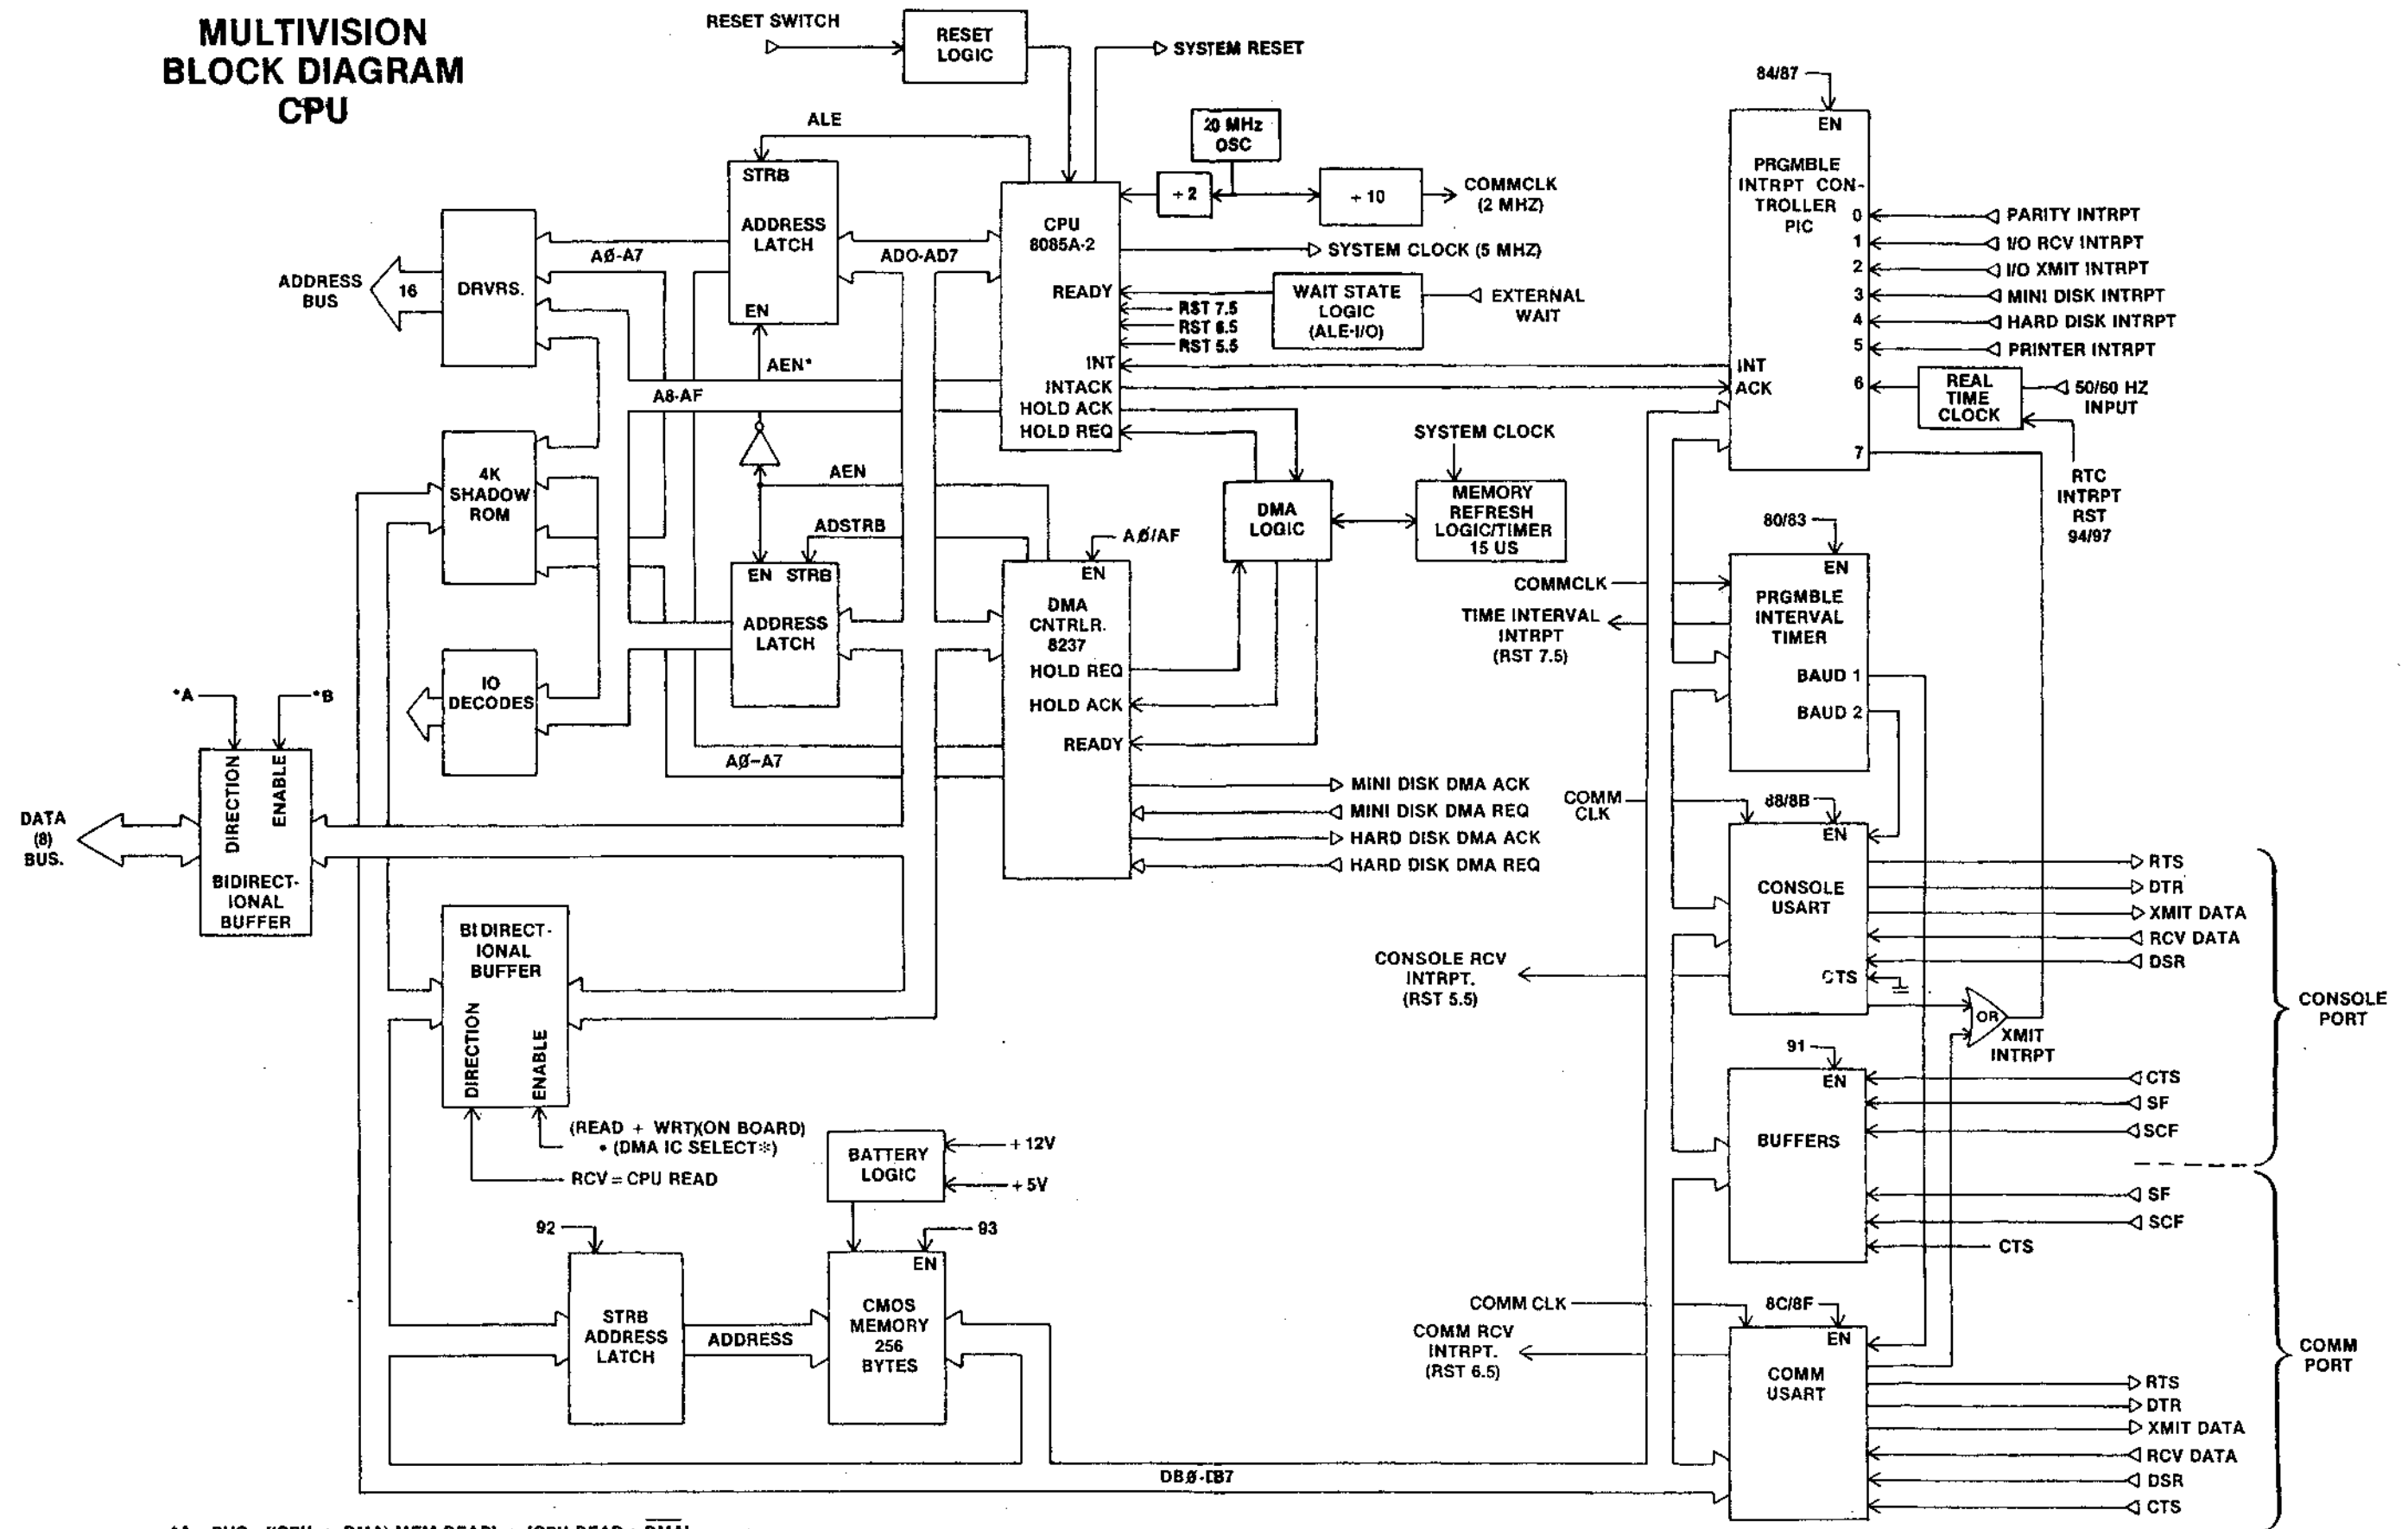 MULTIVISION
BLOCK DIAGRAM
CPU
RESET SWITCH
RESET
LOGIC
SYSTEM RESET
ALE
STRB
ADDRESS
LATCH
EN
AEN*
20 MHz
OSC
÷ 2
÷ 10
COMMCLK
(2 MHZ)
CPU
8085A-2
READY
INT
INTACK
HOLD ACK
HOLD REQ
SYSTEM CLOCK (5 MHZ)
WAIT STATE
LOGIC
(ALE-I/O)
EXTERNAL
WAIT
RST 7.5
RST 6.5
RST 5.5
ADDRESS
BUS
16
DRVRS.
AØ-A7
ADO-AD7
A8-AF
4K
SHADOW
ROM
AEN
ADSTRB
EN STRB
ADDRESS
LATCH
IO
DECODES
AØ-A7
SYSTEM CLOCK
DMA
LOGIC
MEMORY
REFRESH
LOGIC/TIMER
15 US
AØ/AF
EN
DMA
CNTRLR.
8237
HOLD REQ
HOLD ACK
READY
MINI DISK DMA ACK
MINI DISK DMA REQ
HARD DISK DMA ACK
HARD DISK DMA REQ
*A
*B
DIRECTION
ENABLE
BIDIRECT-
IONAL
BUFFER
DATA
(8)
BUS.
BIDIRECT-
IONAL
BUFFER
DIRECTION
ENABLE
(READ + WRT)(ON BOARD)
• (DMA IC SELECT*)
RCV = CPU READ
BATTERY
LOGIC
+12V
+5V
92
STRB
ADDRESS
LATCH
ADDRESS
93
EN
CMOS
MEMORY
256
BYTES
DBØ-DB7
84/87
EN
PRGMBLE
INTRPT CON-
TROLLER
PIC
INT
ACK
0 PARITY INTRPT
1 I/O RCV INTRPT
2 I/O XMIT INTRPT
3 MINI DISK INTRPT
4 HARD DISK INTRPT
5 PRINTER INTRPT
6
REAL
TIME
CLOCK
50/60 HZ
INPUT
7
RTC
INTRPT
RST
94/97
80/83
EN
COMMCLK
PRGMBLE
INTERVAL
TIMER
TIME INTERVAL
INTRPT
(RST 7.5)
BAUD 1
BAUD 2
COMM
CLK
88/8B
EN
CONSOLE
USART
CTS
RTS
DTR
XMIT DATA
RCV DATA
DSR
CONSOLE RCV
INTRPT.
(RST 5.5)
OR
XMIT
INTRPT
CONSOLE
PORT
91
EN
BUFFERS
CTS
SF
SCF
SF
SCF
CTS
COMM CLK
8C/8F
EN
COMM RCV
INTRPT.
(RST 6.5)
COMM
USART
RTS
DTR
XMIT DATA
RCV DATA
DSR
CTS
COMM
PORT